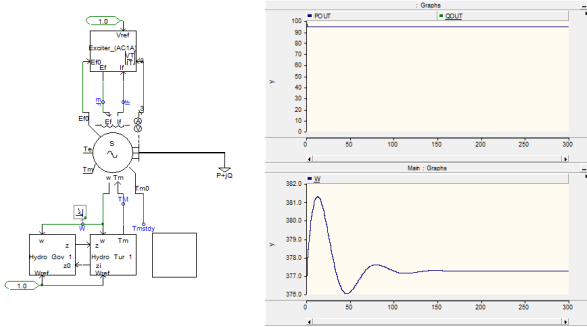 1.0
Vref
Exciter_(AC1A)
VT
IT
3
Ef0
Ef
If
Ef
If
Ef0
Ef
If
3
S
Te
Tm
w
Tm
Tm0
P+jQ
TM
W
Tmstdy
w
z
z
w
Tm
Hydro Gov 1
Hydro Tur 1
z0
zi
Wref
Wref
1.0
: Graphs
POUT
QOUT
100
90
80
70
60
50
40
30
20
10
0
y
0
50
100
150
200
250
300
Main : Graphs
W
382.0
381.0
380.0
379.0
378.0
377.0
376.0
y
0
50
100
150
200
250
300